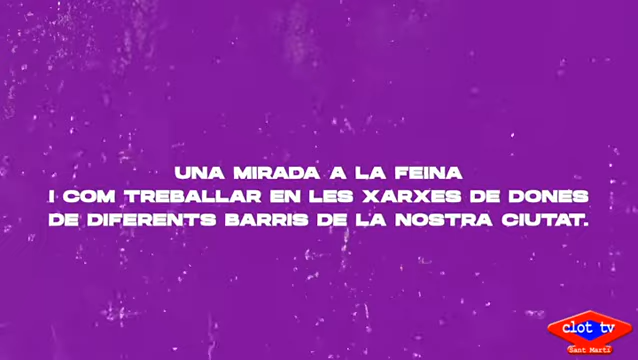 UNA MIRADA A LA FEINA
I COM TREBALLAR EN LES XARXES DE DONES
DE DIFERENTS BARRIS DE LA NOSTRA CIUTAT.
clot tv
Sant Martí